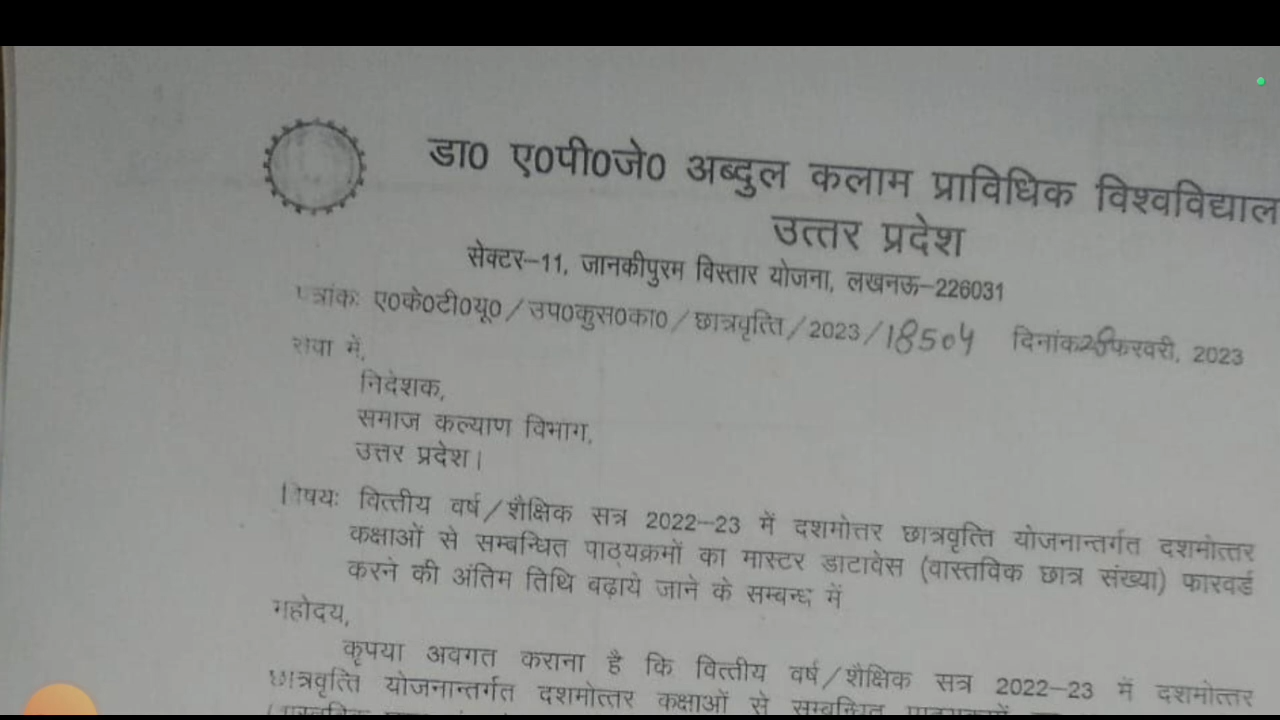 डा0 ए0पी0जे0 अब्दुल कलाम प्राविधिक विश्वविद्याल
उत्तर प्रदेश
सेक्टर–11, जानकीपुरम विस्तार योजना, लखनऊ–226031
त्रांकः ए0के0टी0यू0/उप0कुस0का0/छात्रवृत्ति/2023/18504 दिनांक28फरवरी, 2023
सेवा में,
निदेशक,
समाज कल्याण विभाग,
उत्तर प्रदेश।
विषयः वित्तीय वर्ष/शैक्षिक सत्र 2022–23 में दशमोत्तर छात्रवृत्ति योजनान्तर्गत दशमोत्तर
कक्षाओं से सम्बन्धित पाठ्यक्रमों का मास्टर डाटावेस (वास्तविक छात्र संख्या) फारवर्ड
करने की अंतिम तिथि बढ़ाये जाने के सम्बन्ध में
महोदय,
कृपया अवगत कराना है कि वित्तीय वर्ष/शैक्षिक सत्र 2022–23 में दशमोत्तर
छात्रवृत्ति योजनान्तर्गत दशमोत्तर कक्षाओं से सम्बन्धित पाठ्यक्रमों